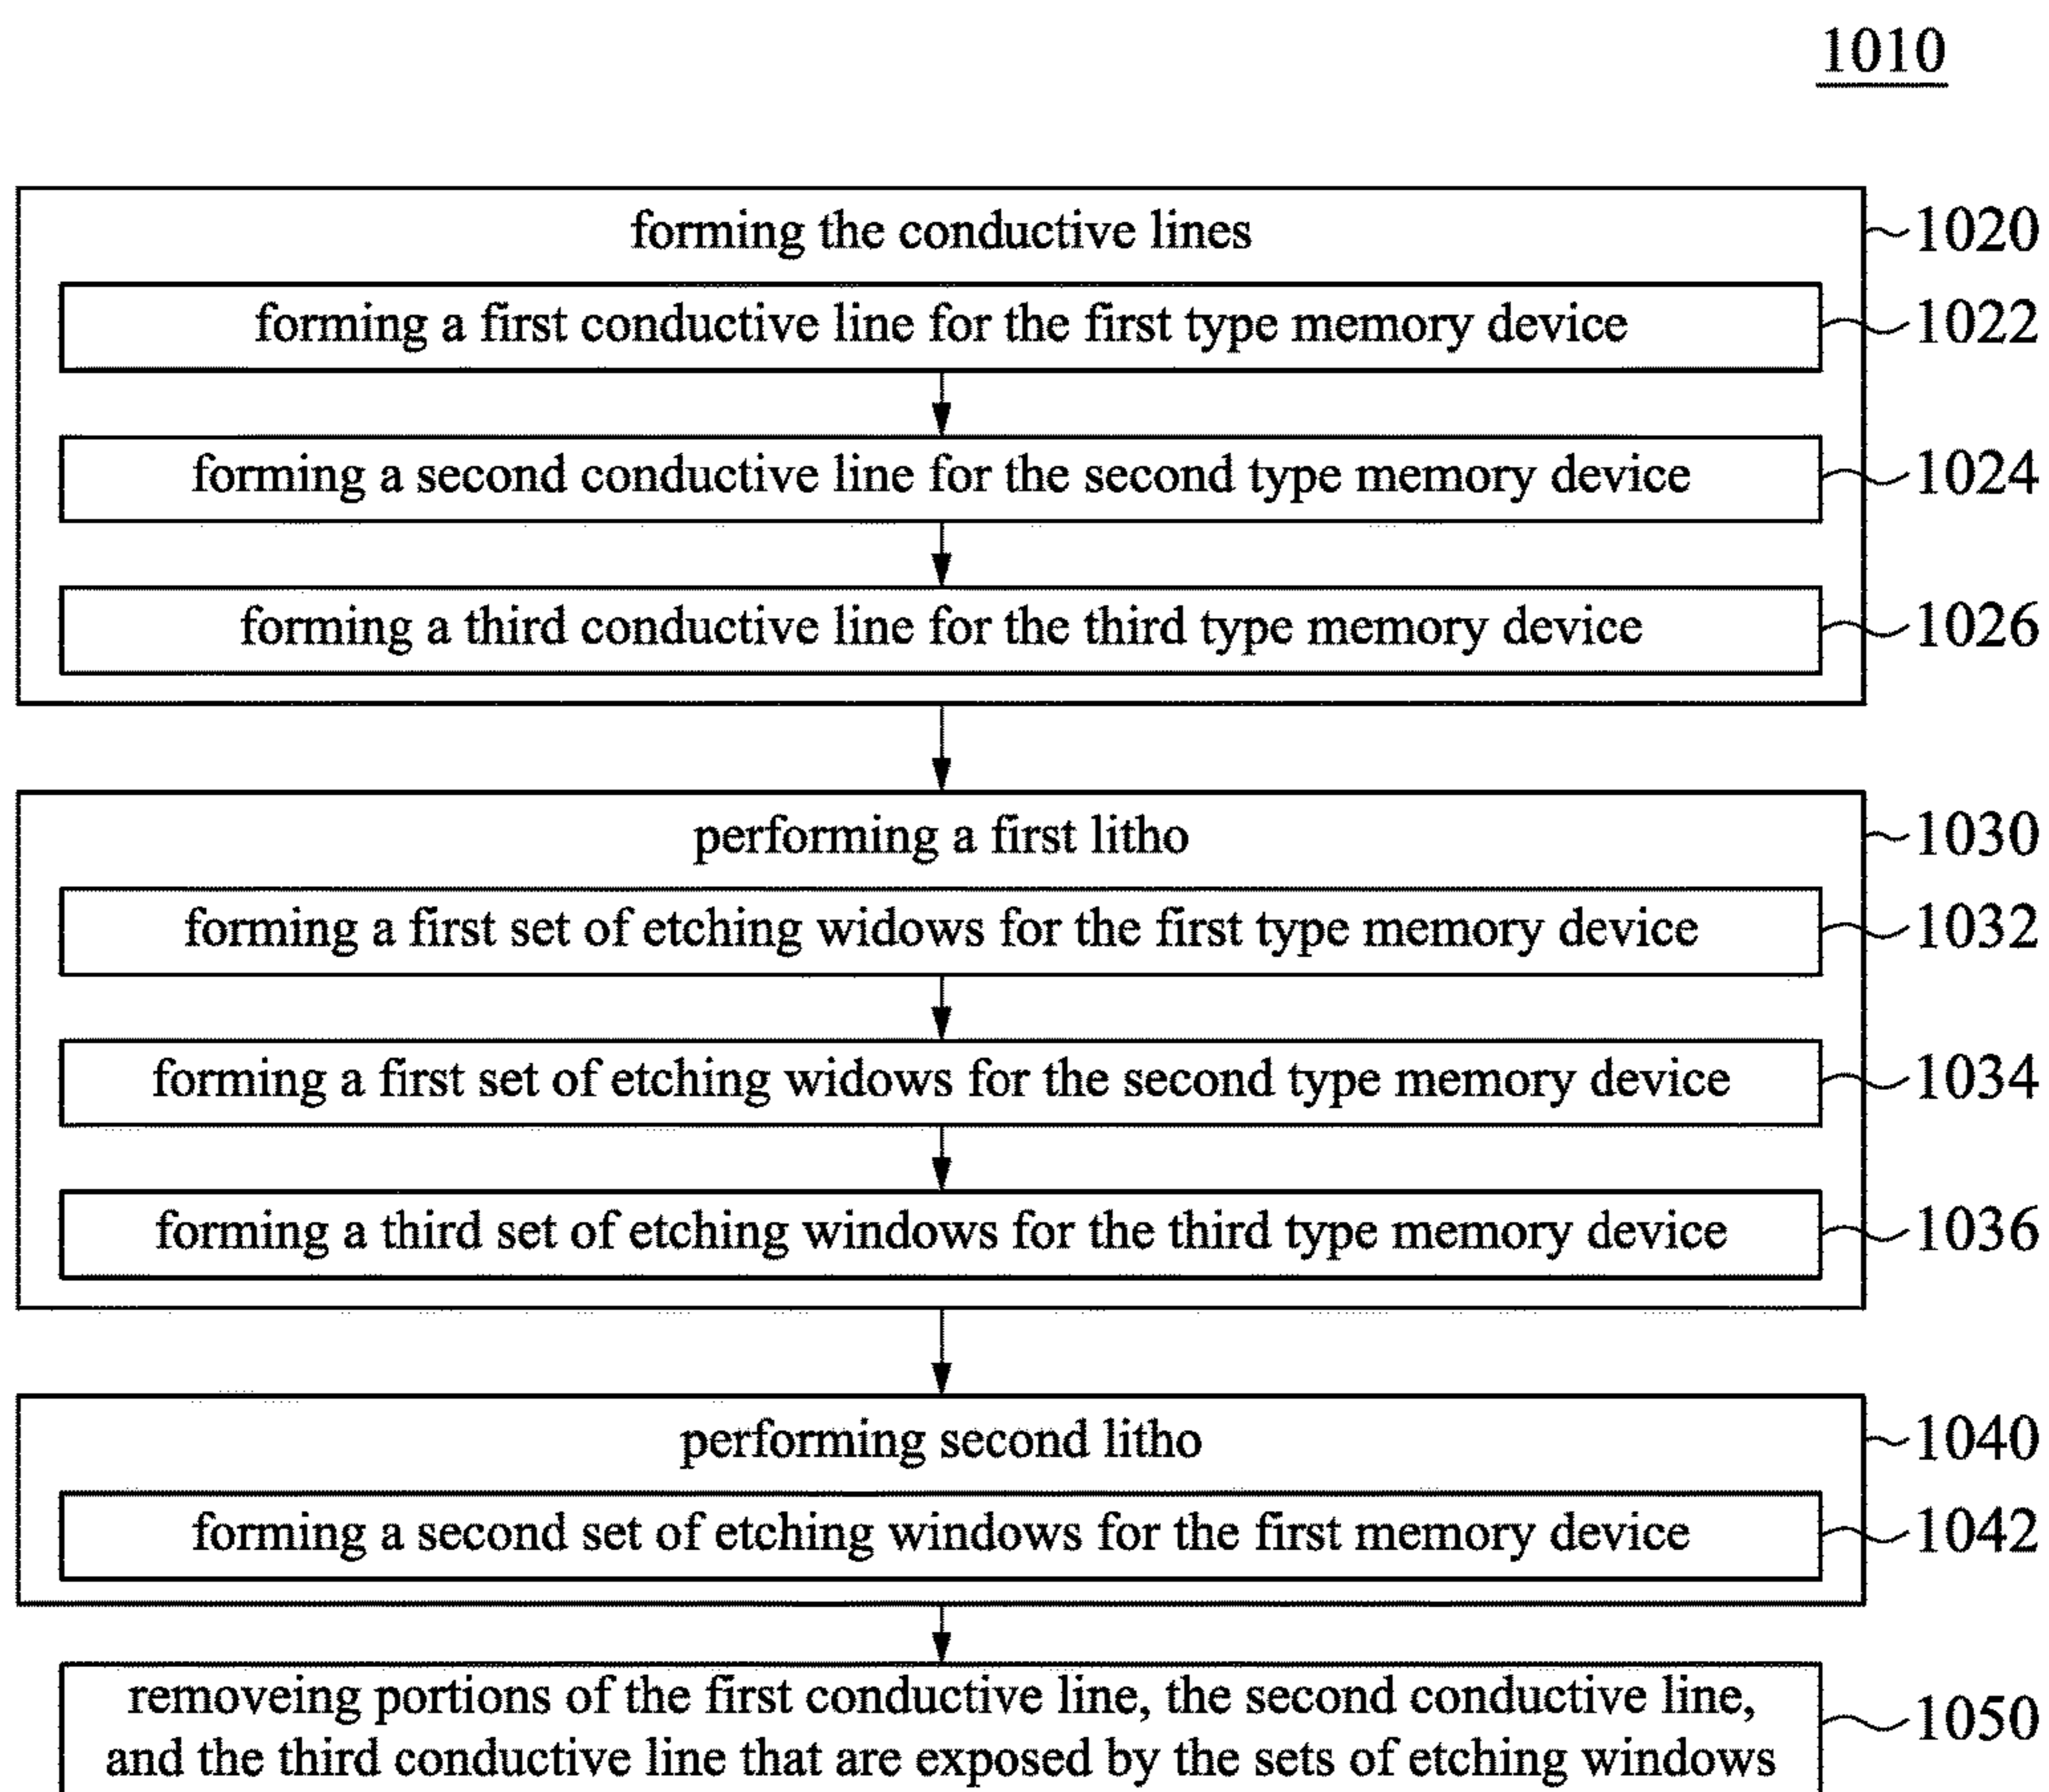 1010
forming the conductive lines
1020
forming a first conductive line for the first type memory device
1022
forming a second conductive line for the second type memory device
1024
forming a third conductive line for the third type memory device
1026
performing a first litho
1030
forming a first set of etching widows for the first type memory device
1032
forming a first set of etching widows for the second type memory device
1034
forming a third set of etching windows for the third type memory device
1036
performing second litho
1040
forming a second set of etching windows for the first memory device
1042
removeing portions of the first conductive line, the second conductive line,
and the third conductive line that are exposed by the sets of etching windows
1050